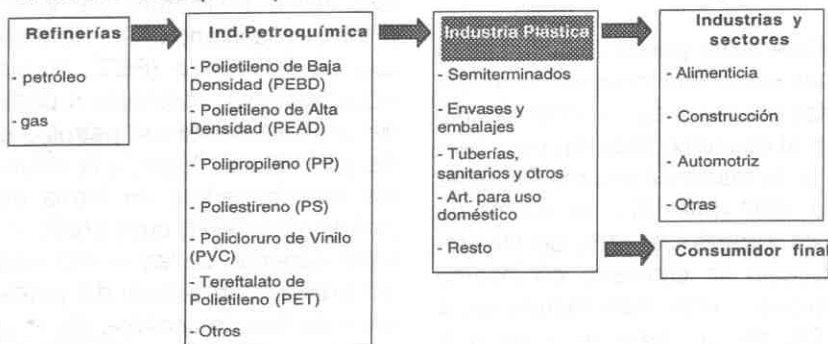 Refinerías
- petróleo
- gas
Ind.Petroquímica
- Polietileno de Baja
Densidad (PEBD)
- Polietileno de Alta
Densidad (PEAD)
- Polipropileno (PP)
- Poliestireno (PS)
- Policloruro de Vinilo
(PVC)
- Tereftalato de
Polietileno (PET)
- Otros
Industria Plástica
- Semiterminados
- Envases y
embalajes
- Tuberías,
sanitarios y otros
- Art. para uso
doméstico
- Resto
Industrias y
sectores
- Alimenticia
- Construcción
- Automotriz
- Otras
Consumidor final